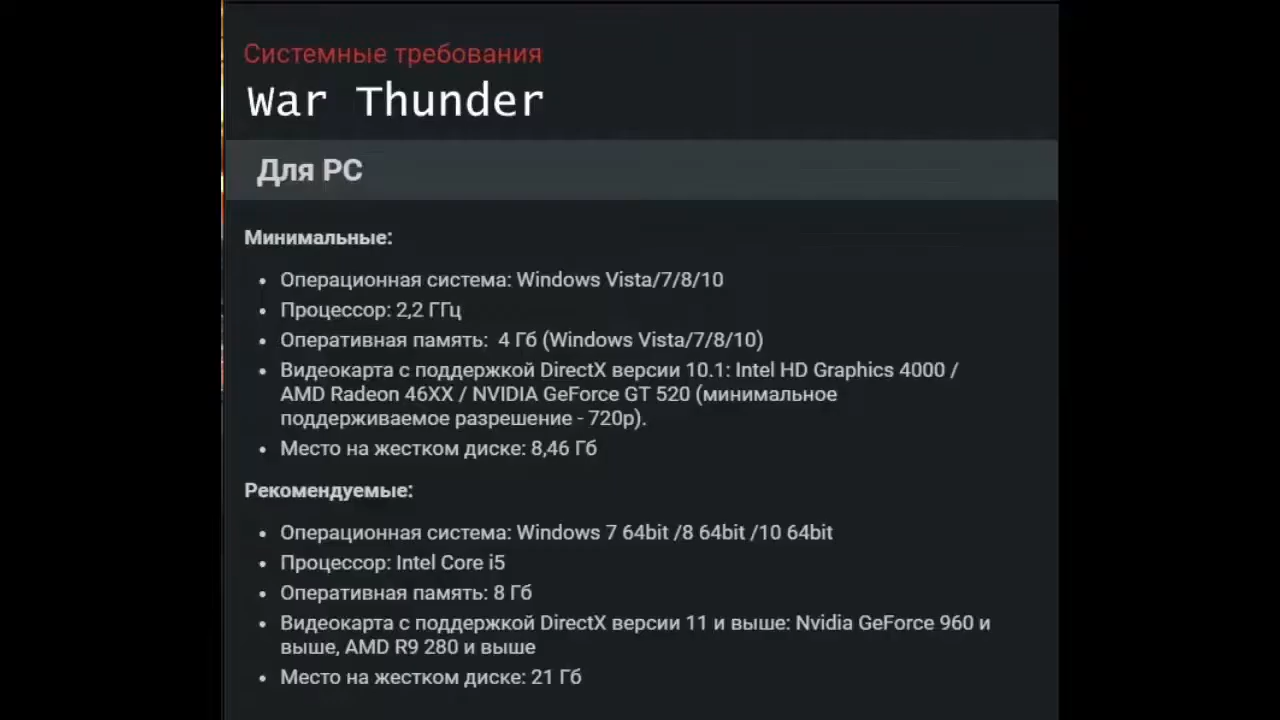 Системные требования
War Thunder
Для PC
Минимальные:
• Операционная система: Windows Vista/7/8/10
• Процессор: 2,2 ГГц
• Оперативная память:  4 Гб (Windows Vista/7/8/10)
• Видеокарта с поддержкой DirectX версии 10.1: Intel HD Graphics 4000 /
AMD Radeon 46XX / NVIDIA GeForce GT 520 (минимальное
поддерживаемое разрешение - 720p).
• Место на жестком диске: 8,46 Гб
Рекомендуемые:
• Операционная система: Windows 7 64bit /8 64bit /10 64bit
• Процессор: Intel Core i5
• Оперативная память: 8 Гб
• Видеокарта с поддержкой DirectX версии 11 и выше: Nvidia GeForce 960 и
выше, AMD R9 280 и выше
• Место на жестком диске: 21 Гб